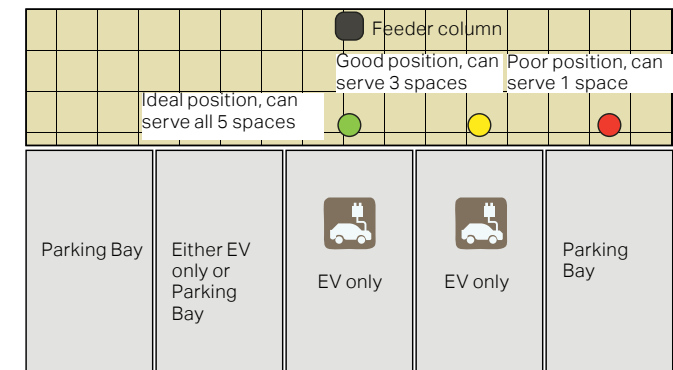 Feeder column
Good position, can
serve 3 spaces
Poor position, can
serve 1 space
Ideal position, can
serve all 5 spaces
Parking Bay
Either EV
only or
Parking
Bay
EV only
EV only
Parking
Bay